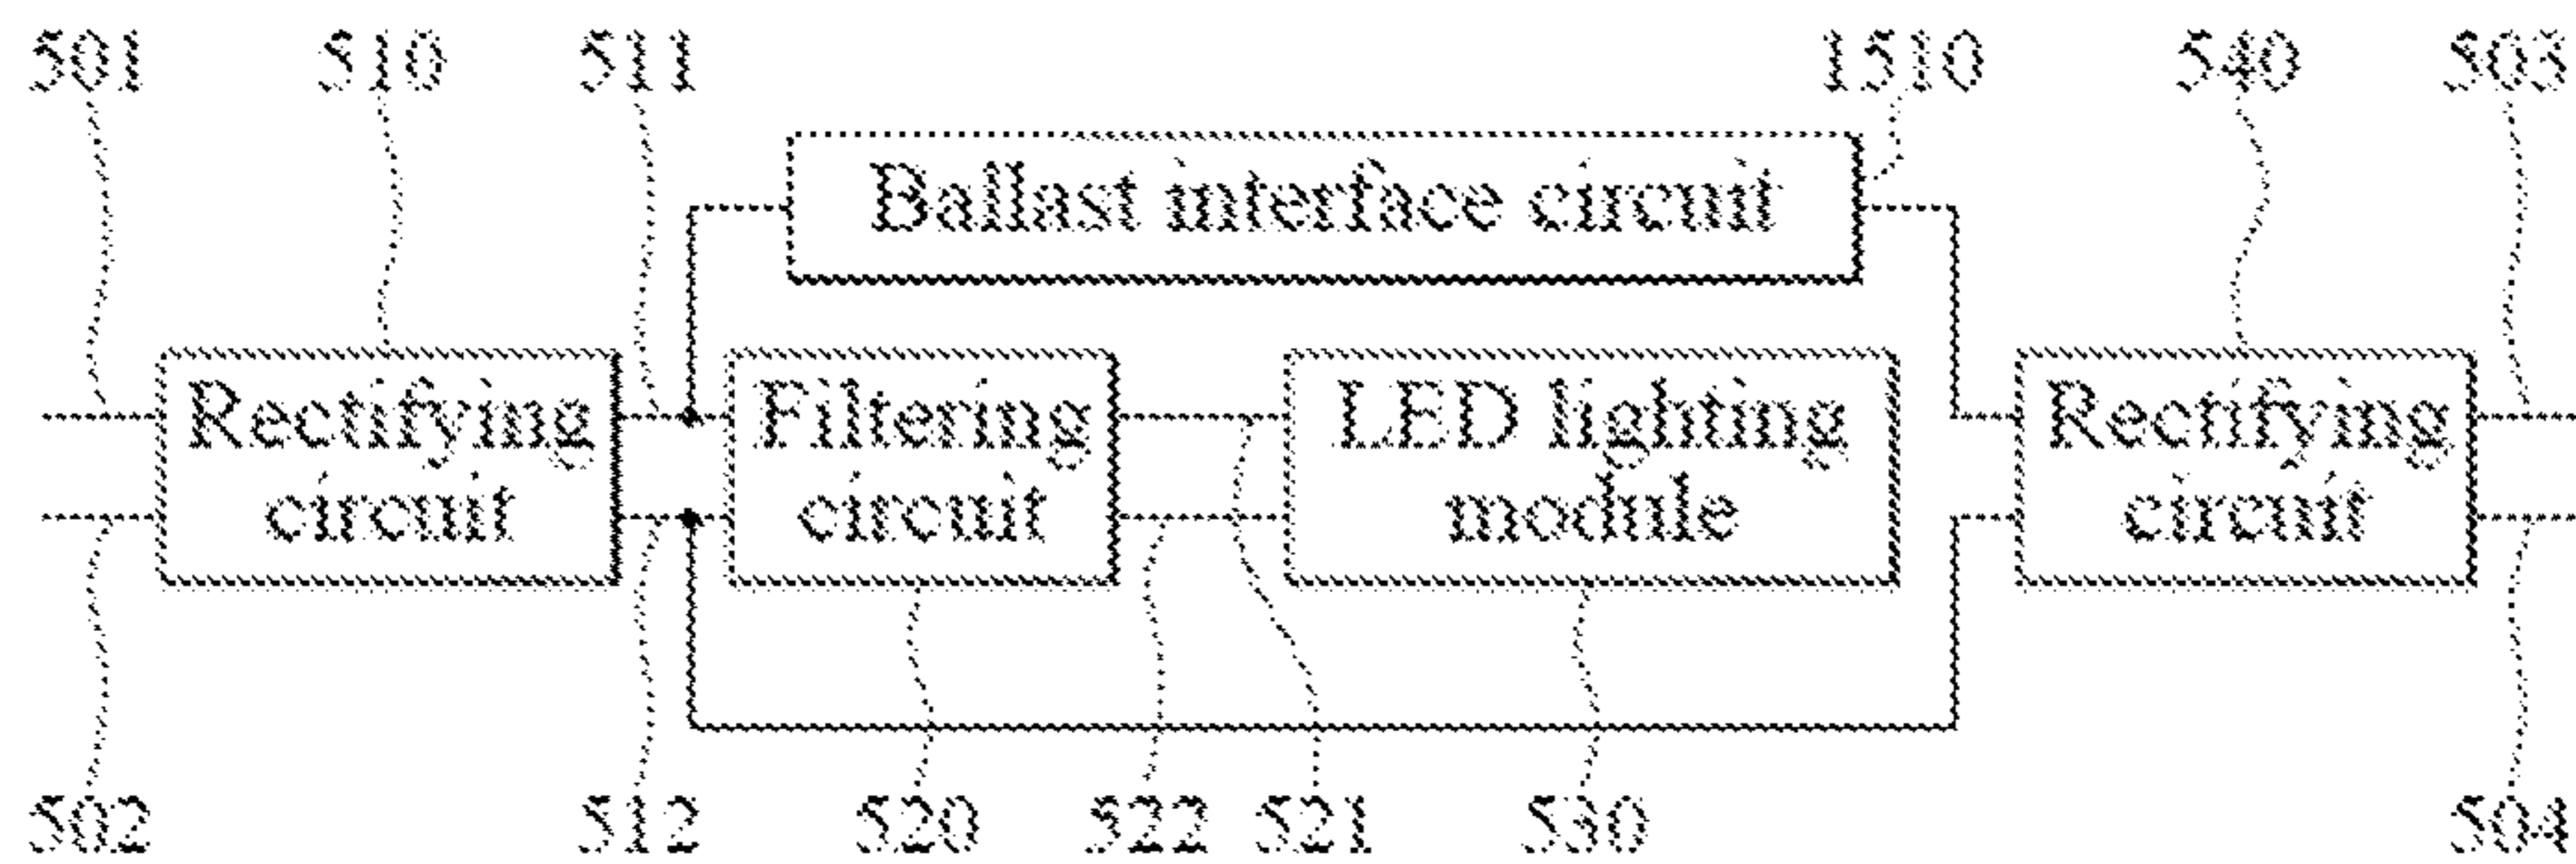 501 510 511 1510 540 503
Ballast interface circuit
Rectifying
circuit
Filtering
circuit
LED lighting
module
Rectifying
circuit
502 512 520 522 521 530 504